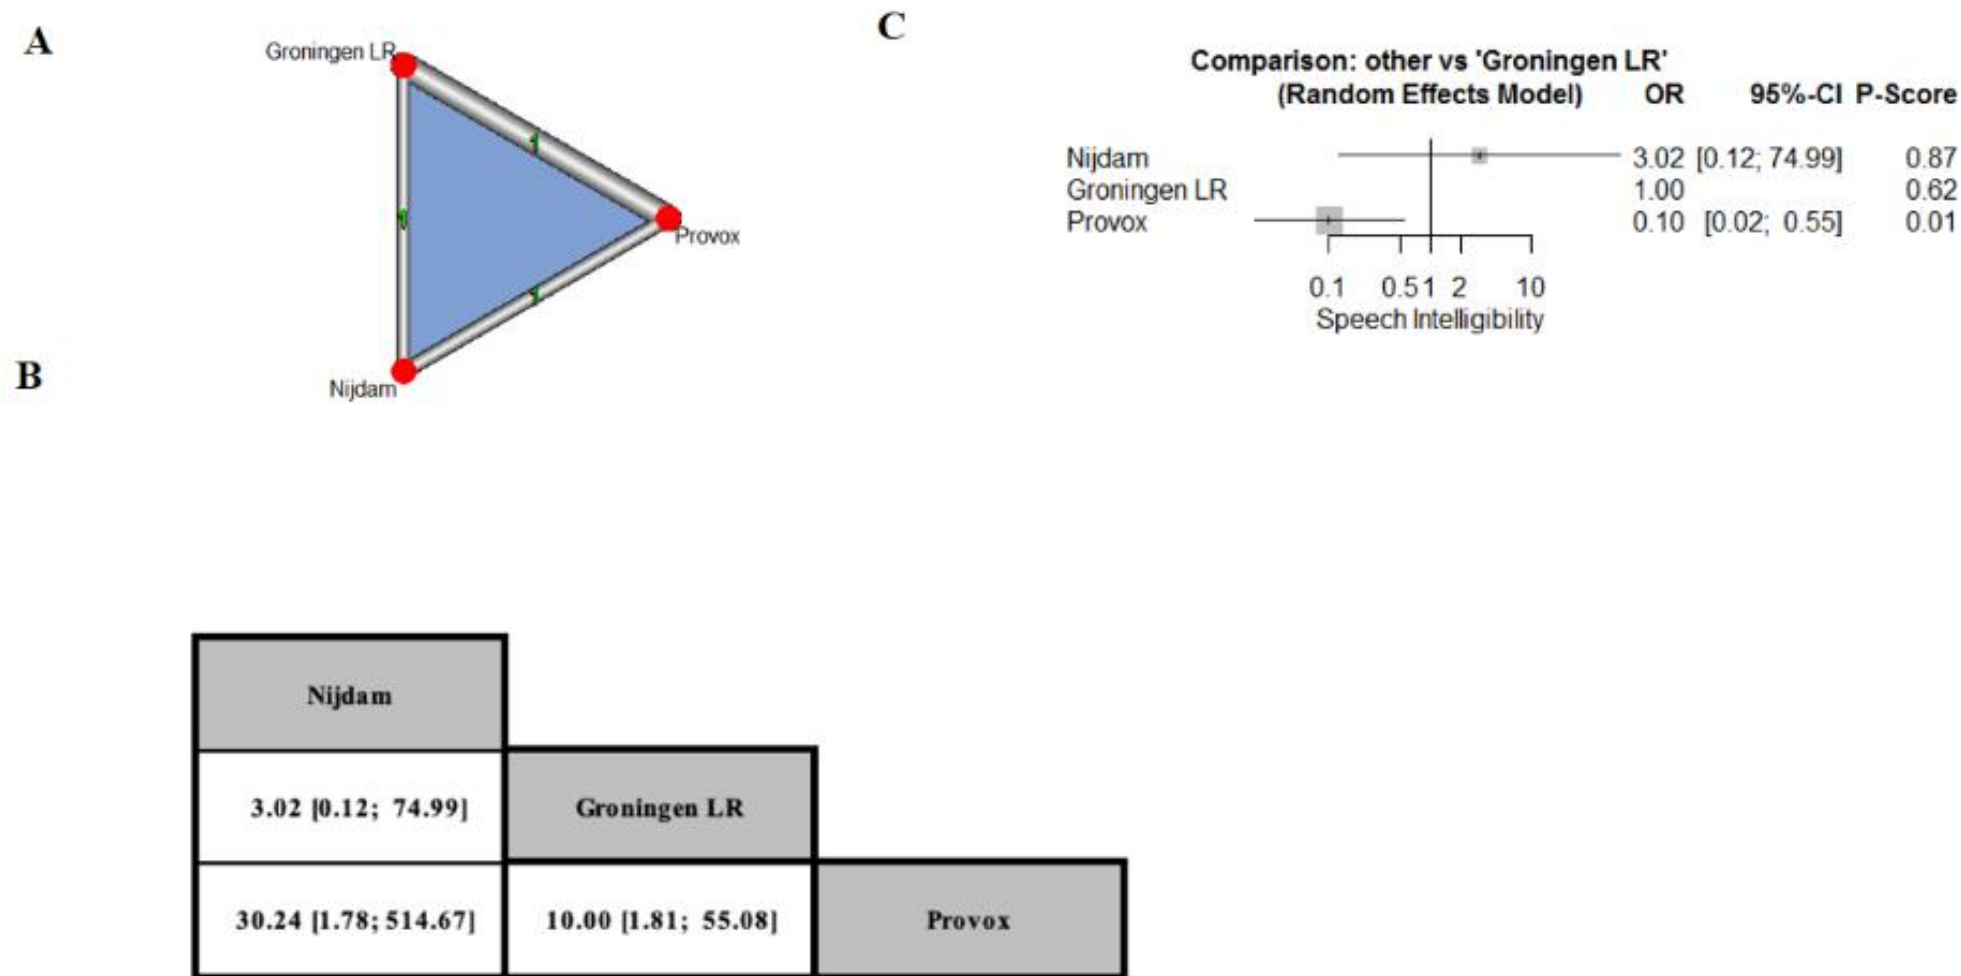 A
Groningen LR
1
Provox
1
1
Nijdam
C
Comparison: other vs 'Groningen LR'
(Random Effects Model) OR 95%-CI P-Score
Nijdam 3.02 [0.12; 74.99] 0.87
Groningen LR 1.00 0.62
Provox 0.10 [0.02; 0.55] 0.01
0.1 0.5 1 2 10
Speech Intelligibility
B
Nijdam
3.02 [0.12; 74.99] Groningen LR
30.24 [1.78; 514.67] 10.00 [1.81; 55.08] Provox